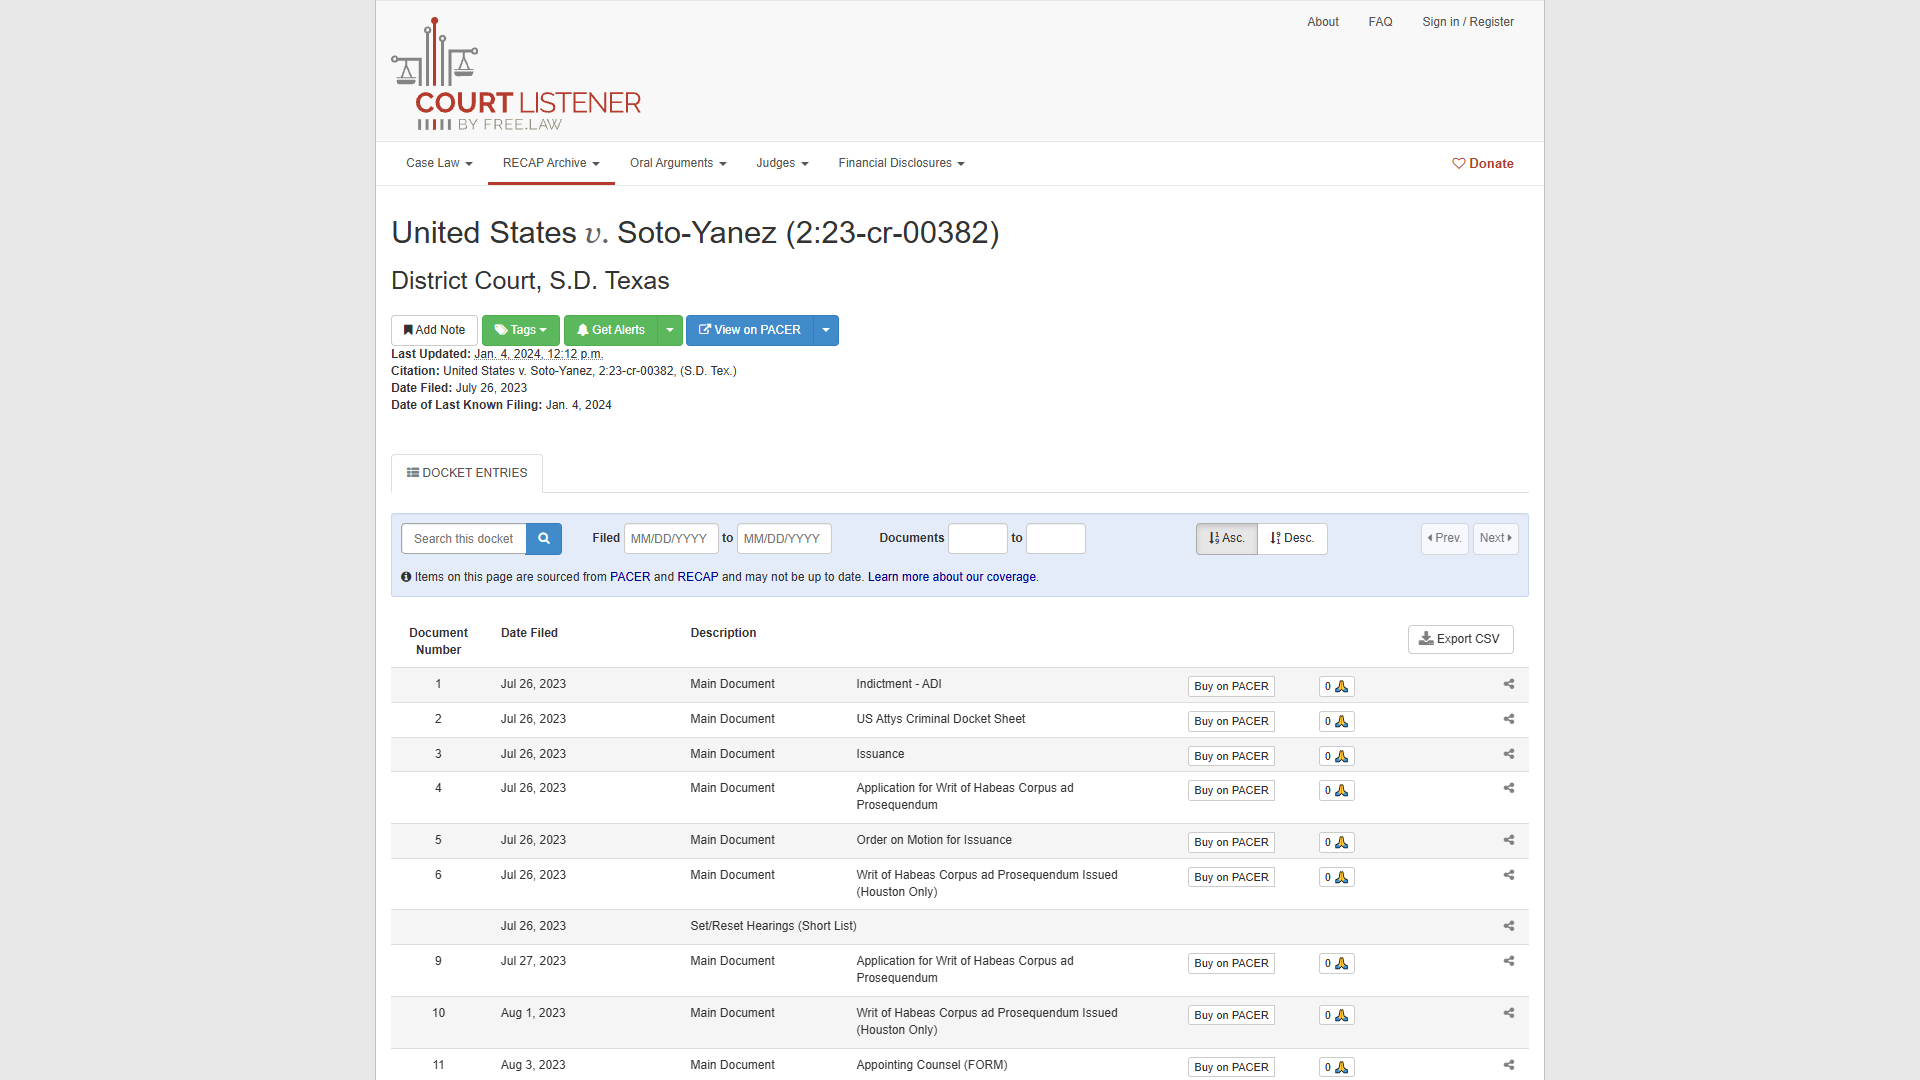 About FAQ Sign in / Register
COURT LISTENER
BY FREE.LAW
Case Law RECAP Archive Oral Arguments Judges Financial Disclosures Donate
United States v. Soto-Yanez (2:23-cr-00382)
District Court, S.D. Texas
Add Note Tags Get Alerts View on PACER
Last Updated: Jan. 4, 2024, 12:12 p.m.
Citation: United States v. Soto-Yanez, 2:23-cr-00382, (S.D. Tex.)
Date Filed: July 26, 2023
Date of Last Known Filing: Jan. 4, 2024
DOCKET ENTRIES
Search this docket Filed MM/DD/YYYY to MM/DD/YYYY Documents to Asc. Desc. Prev. Next
Items on this page are sourced from PACER and RECAP and may not be up to date. Learn more about our coverage.
Document Number Date Filed Description Export CSV
1 Jul 26, 2023 Main Document Indictment - ADI Buy on PACER 0
2 Jul 26, 2023 Main Document US Attys Criminal Docket Sheet Buy on PACER 0
3 Jul 26, 2023 Main Document Issuance Buy on PACER 0
4 Jul 26, 2023 Main Document Application for Writ of Habeas Corpus ad Prosequendum Buy on PACER 0
5 Jul 26, 2023 Main Document Order on Motion for Issuance Buy on PACER 0
6 Jul 26, 2023 Main Document Writ of Habeas Corpus ad Prosequendum Issued (Houston Only) Buy on PACER 0
Jul 26, 2023 Set/Reset Hearings (Short List)
9 Jul 27, 2023 Main Document Application for Writ of Habeas Corpus ad Prosequendum Buy on PACER 0
10 Aug 1, 2023 Main Document Writ of Habeas Corpus ad Prosequendum Issued (Houston Only) Buy on PACER 0
11 Aug 3, 2023 Main Document Appointing Counsel (FORM) Buy on PACER 0